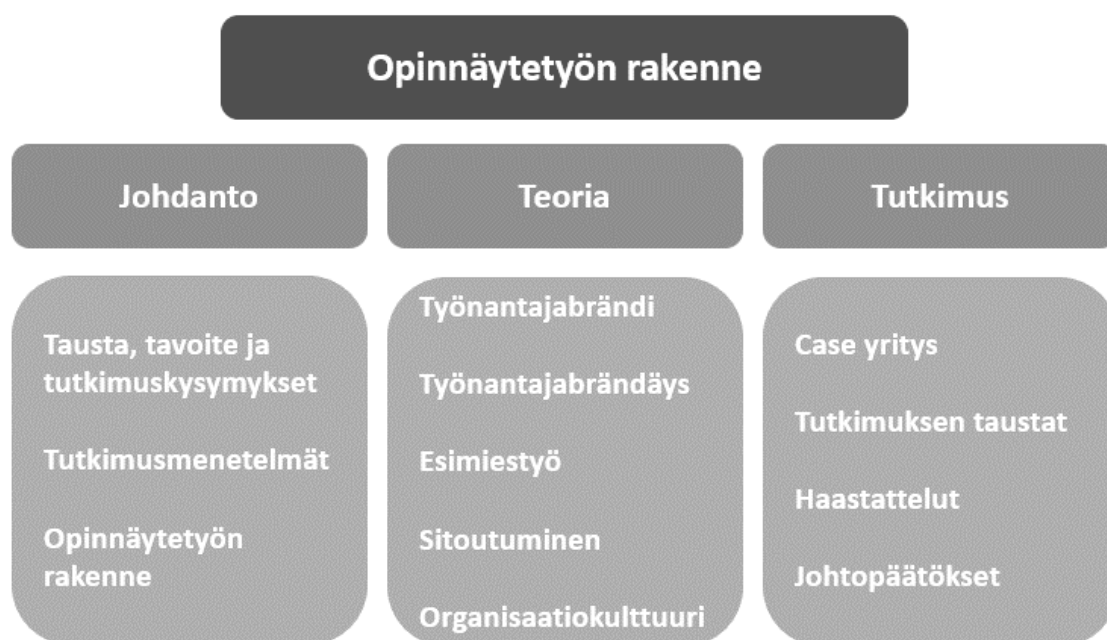 Opinnäytetyön rakenne
Johdanto
Teoria
Tutkimus
Tausta, tavoite ja
tutkimuskysymykset
Tutkimusmenetelmät
Opinnäytetyön
rakenne
Työnantajabrändi
Työnantajabrändäys
Esimiestyö
Sitoutuminen
Organisaatiokulttuuri
Case yritys
Tutkimuksen taustat
Haastattelut
Johtopäätökset